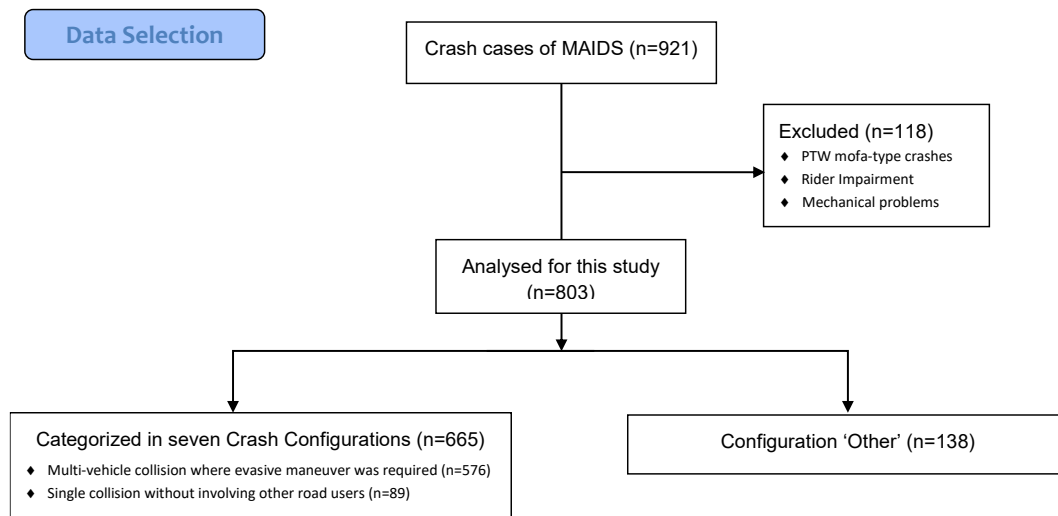 Data Selection
Crash cases of MAIDS (n=921)
Excluded (n=118)
♦ PTW mofa-type crashes
♦ Rider Impairment
♦ Mechanical problems
Analysed for this study
(n=803)
Categorized in seven Crash Configurations (n=665)
♦ Multi-vehicle collision where evasive maneuver was required (n=576)
♦ Single collision without involving other road users (n=89)
Configuration ‘Other’ (n=138)